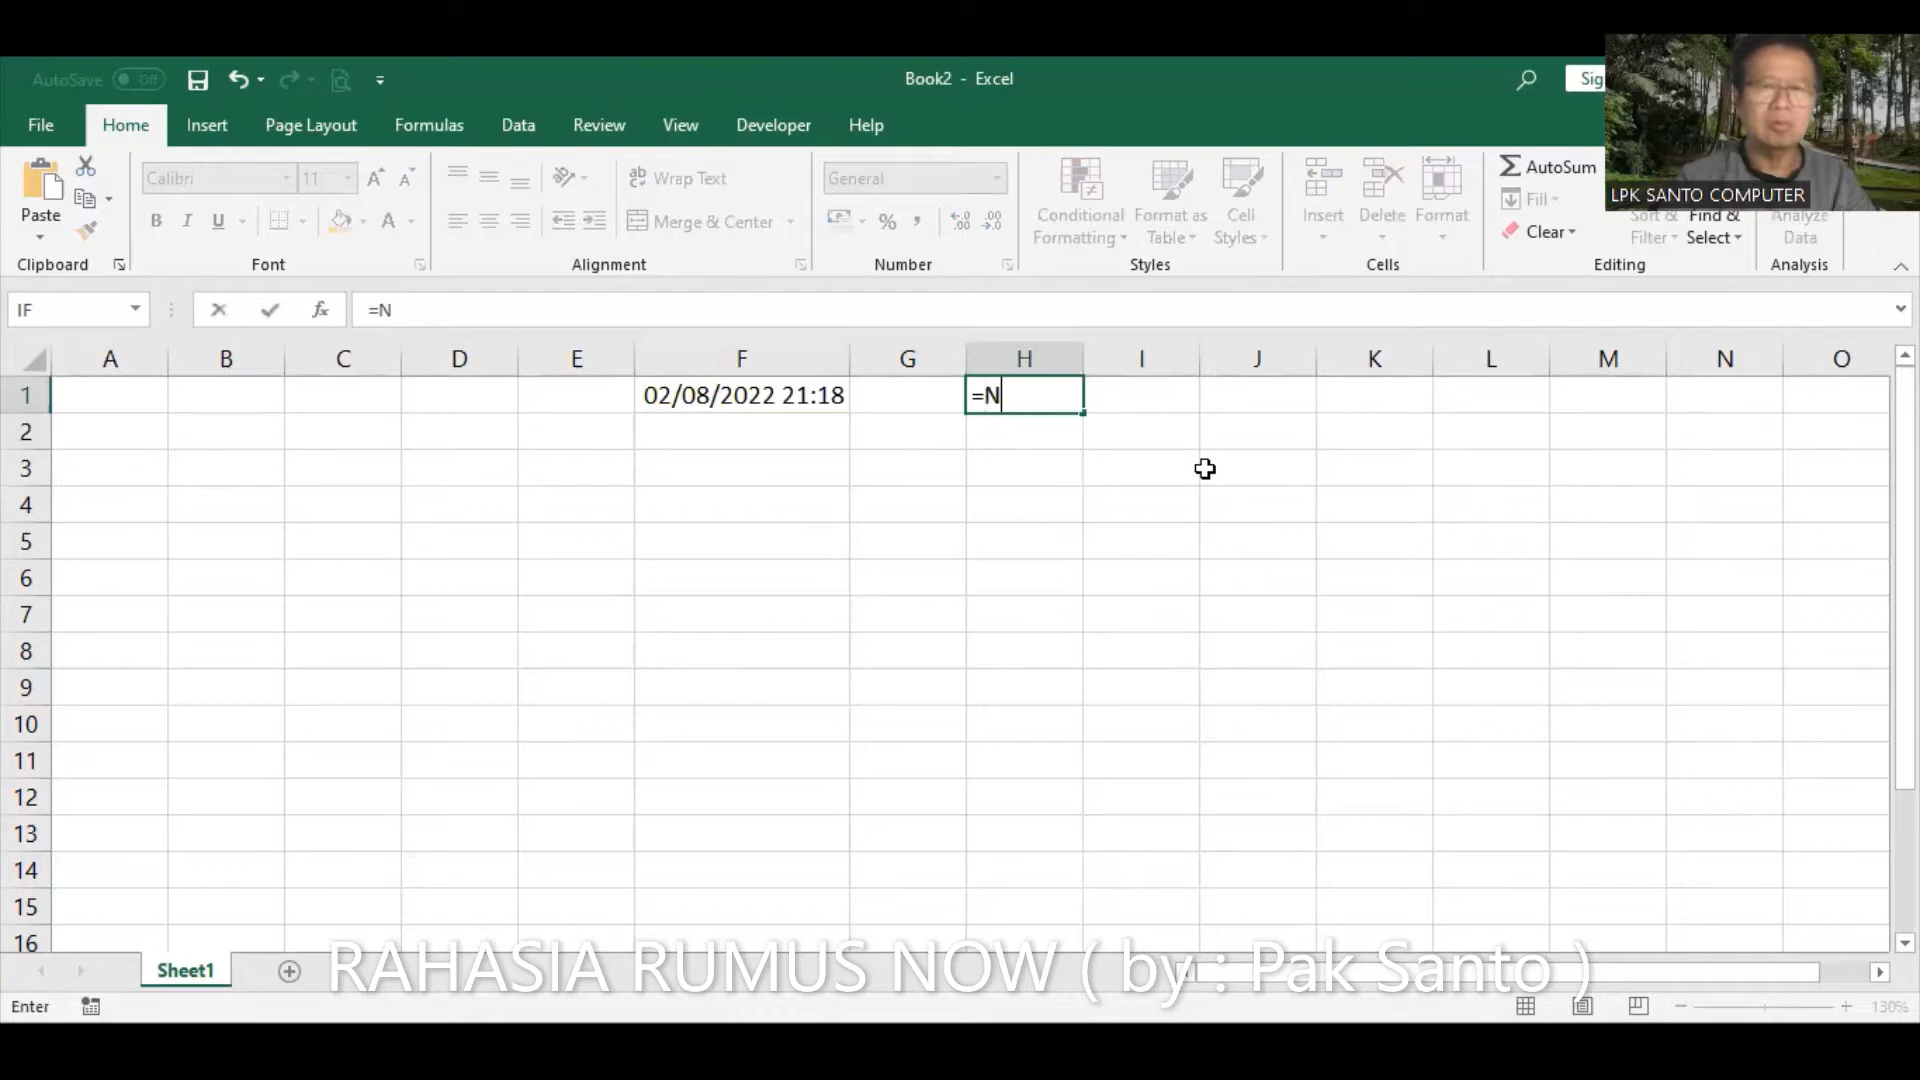 AutoSave Off
Book2 - Excel
Sig
File Home Insert Page Layout Formulas Data Review View Developer Help
LPK SANTO COMPUTER
Paste
Calibri 11
B I U A
Wrap Text
Merge & Center
General
%
Conditional Formatting
Format as Table
Cell Styles
Insert Delete Format
AutoSum
Fill
Clear
Sort & Filter
Find & Select
Analyze Data
Clipboard Font Alignment Number Styles Cells Editing Analysis
IF fx =N
A B C D E F G H I J K L M N O
1 02/08/2022 21:18 =N
2
3
4
5
6
7
8
9
10
11
12
13
14
15
16
Sheet1
RAHASIA RUMUS NOW ( by : Pak Santo )
Enter
130%